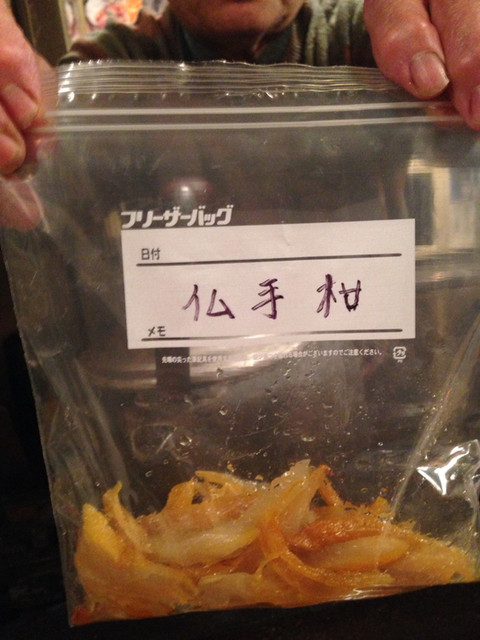 フリーザーバッグ
日付
仏手柑
メモ